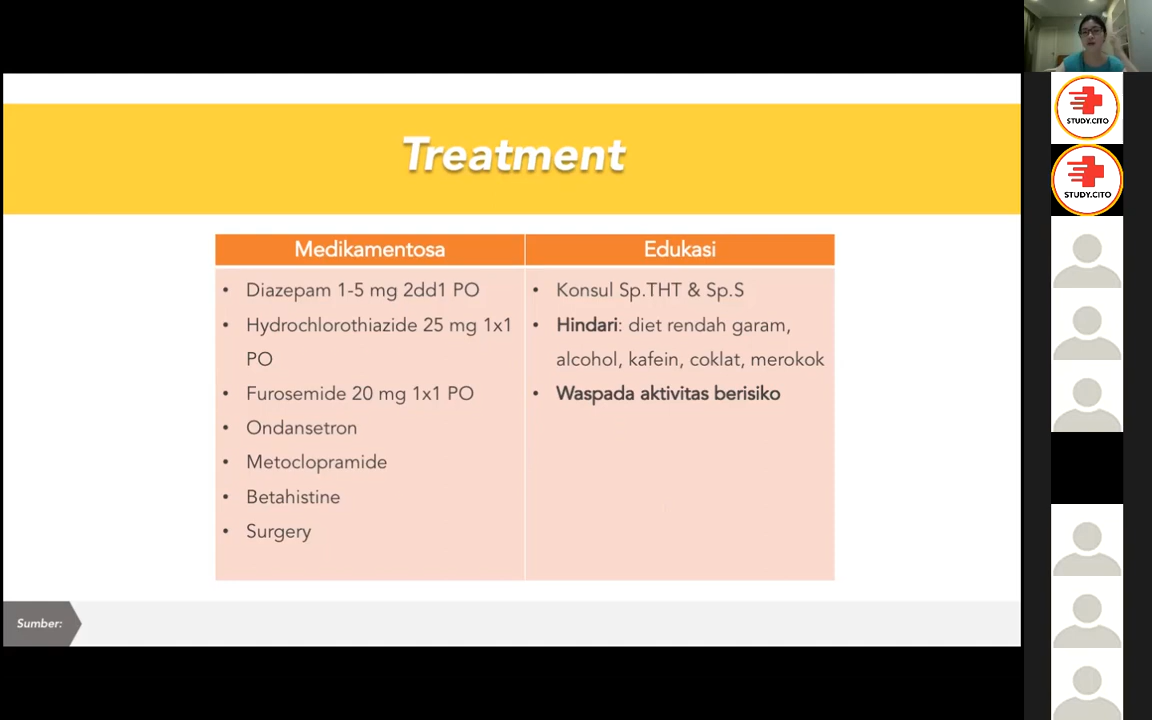 STUDY.CITO
STUDY.CITO
Treatment
Medikamentosa
Edukasi
• Diazepam 1-5 mg 2dd1 PO
• Hydrochlorothiazide 25 mg 1x1
PO
• Furosemide 20 mg 1x1 PO
• Ondansetron
• Metoclopramide
• Betahistine
• Surgery
• Konsul Sp.THT & Sp.S
• Hindari: diet rendah garam,
alcohol, kafein, coklat, merokok
• Waspada aktivitas berisiko
Sumber: